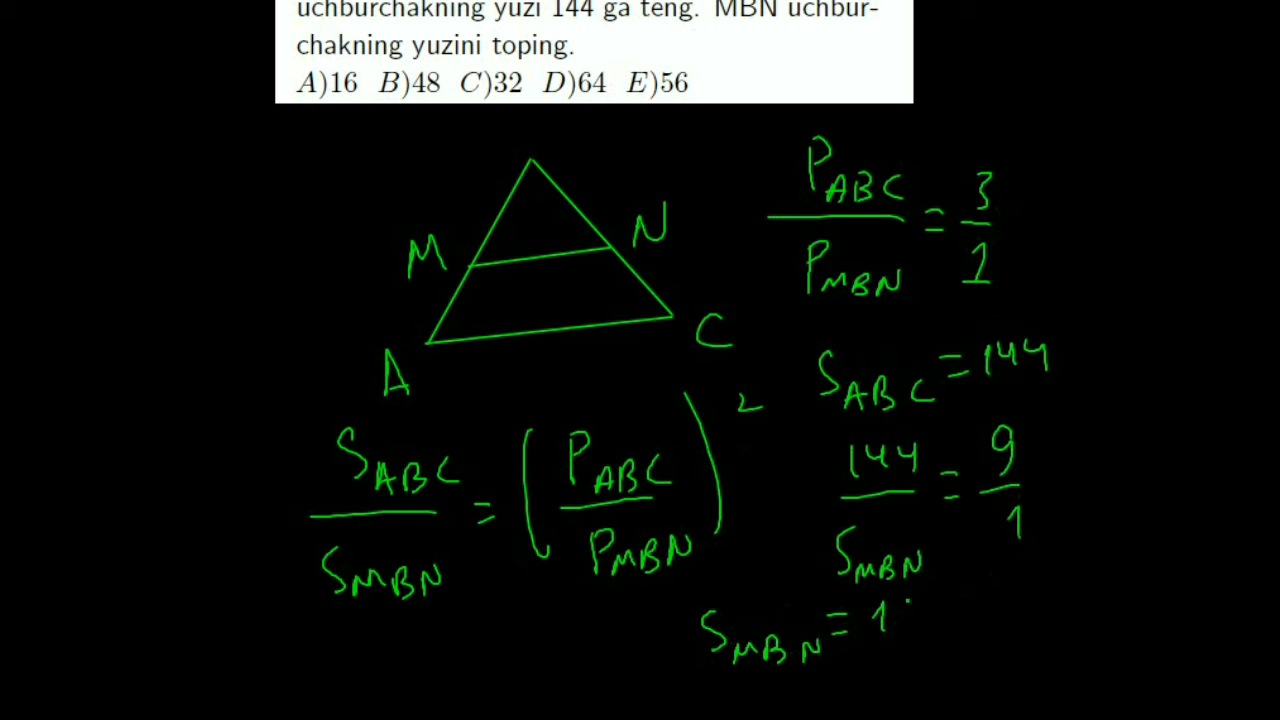 uchburchakning yuzi 144 ga teng. MBN uchbur-
chakning yuzini toping.
A)16 B)48 C)32 D)64 E)56
P_ABC / P_MBN = 3 / 1
M
N
A
C
S_ABC = 144
S_ABC / S_MBN = (P_ABC / P_MBN)^2
144 / S_MBN = 9 / 1
S_MBN = 1